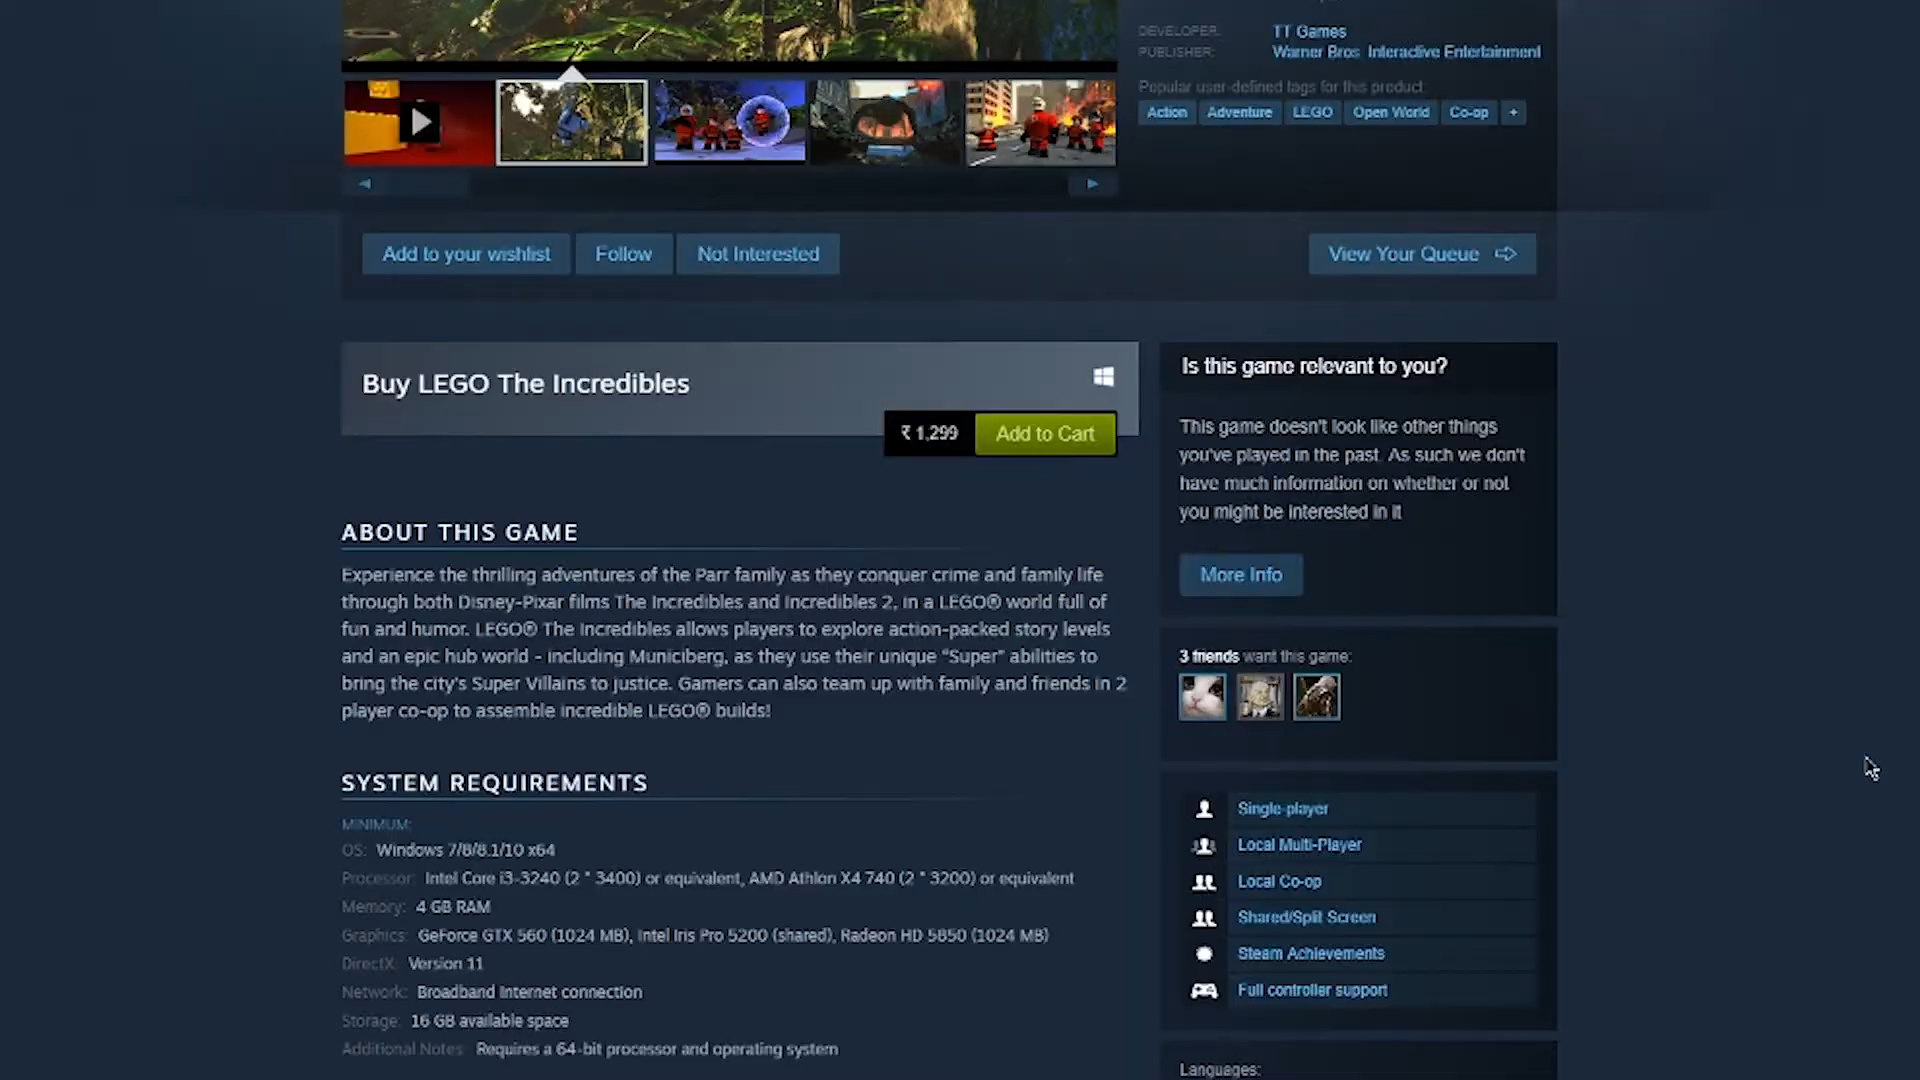 DEVELOPER: TT Games
PUBLISHER: Warner Bros. Interactive Entertainment
Popular user-defined tags for this product:
Action Adventure LEGO Open World Co-op +
Add to your wishlist Follow Not Interested View Your Queue
Buy LEGO The Incredibles
₹ 1,299 Add to Cart
Is this game relevant to you?
This game doesn't look like other things
you've played in the past. As such we don't
have much information on whether or not
you might be interested in it
More Info
ABOUT THIS GAME
Experience the thrilling adventures of the Parr family as they conquer crime and family life
through both Disney-Pixar films The Incredibles and Incredibles 2, in a LEGO® world full of
fun and humor. LEGO® The Incredibles allows players to explore action-packed story levels
and an epic hub world - including Municiberg, as they use their unique "Super" abilities to
bring the city's Super Villains to justice. Gamers can also team up with family and friends in 2
player co-op to assemble incredible LEGO® builds!
3 friends want this game:
SYSTEM REQUIREMENTS
MINIMUM:
OS: Windows 7/8/8.1/10 x64
Processor: Intel Core i3-3240 (2 * 3400) or equivalent, AMD Athlon X4 740 (2 * 3200) or equivalent
Memory: 4 GB RAM
Graphics: GeForce GTX 560 (1024 MB), Intel Iris Pro 5200 (shared), Radeon HD 5850 (1024 MB)
DirectX: Version 11
Network: Broadband Internet connection
Storage: 16 GB available space
Additional Notes: Requires a 64-bit processor and operating system
Single-player
Local Multi-Player
Local Co-op
Shared/Split Screen
Steam Achievements
Full controller support
Languages: